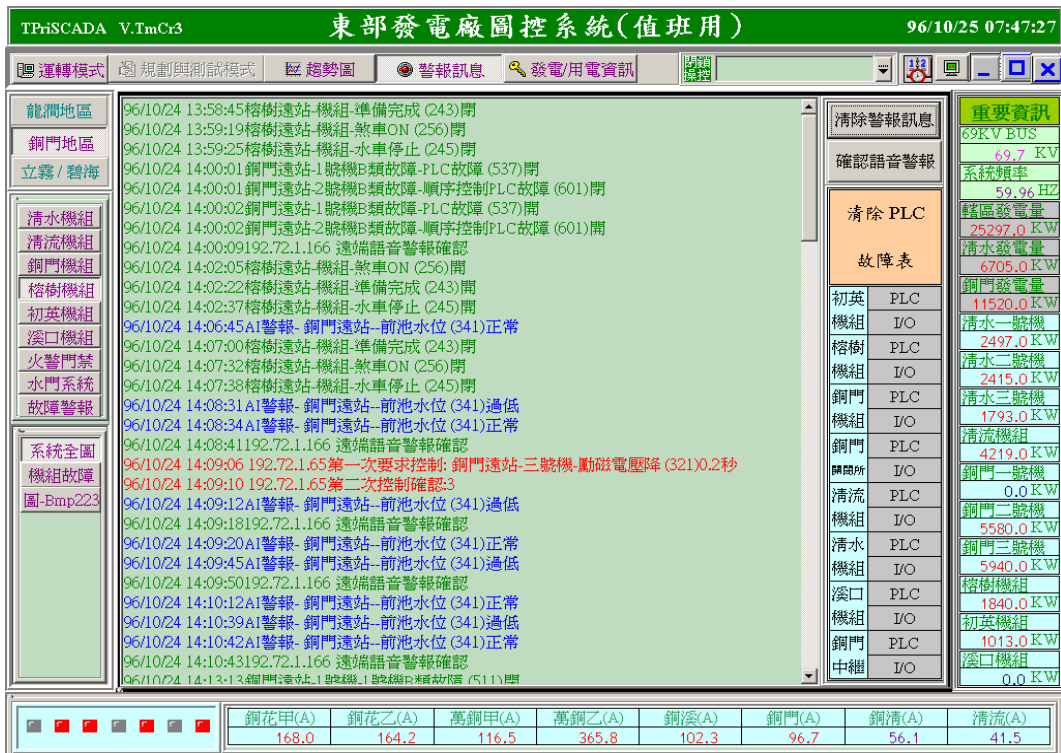 TPriSCADA V.TmCr3
東部發電廠圖控系統(值班用)
96/10/25 07:47:27
運轉模式
規劃與測試模式
趨勢圖
警報訊息
發電/用電資訊
閉鎖
操控
龍澗地區
銅門地區
立霧/碧海
清水機組
清流機組
銅門機組
榕樹機組
初英機組
溪口機組
火警門禁
水門系統
故障警報
系統全圖
機組故障
圖-Bmp223
96/10/24 13:58:45榕樹遠站-機組-準備完成 (243)閉
96/10/24 13:59:19榕樹遠站-機組-煞車ON (256)閉
96/10/24 13:59:25榕樹遠站-機組-水車停止 (245)閉
96/10/24 14:00:01銅門遠站-1號機B類故障-PLC故障 (537)閉
96/10/24 14:00:01銅門遠站-2號機B類故障-順序控制PLC故障 (601)閉
96/10/24 14:00:02銅門遠站-1號機B類故障-PLC故障 (537)開
96/10/24 14:00:02銅門遠站-2號機B類故障-順序控制PLC故障 (601)開
96/10/24 14:00:09192.72.1.166 遠端語音警報確認
96/10/24 14:02:05榕樹遠站-機組-煞車ON (256)開
96/10/24 14:02:22榕樹遠站-機組-準備完成 (243)開
96/10/24 14:02:37榕樹遠站-機組-水車停止 (245)開
96/10/24 14:06:45AI警報- 銅門遠站--前池水位 (341)正常
96/10/24 14:07:00榕樹遠站-機組-準備完成 (243)閉
96/10/24 14:07:32榕樹遠站-機組-煞車ON (256)閉
96/10/24 14:07:38榕樹遠站-機組-水車停止 (245)閉
96/10/24 14:08:31AI警報- 銅門遠站--前池水位 (341)過低
96/10/24 14:08:34AI警報- 銅門遠站--前池水位 (341)正常
96/10/24 14:08:41192.72.1.166 遠端語音警報確認
96/10/24 14:09:06 192.72.1.65第一次要求控制: 銅門遠站-三號機-勵磁電壓降 (321)0.2秒
96/10/24 14:09:10 192.72.1.65第二次控制確認:3
96/10/24 14:09:12AI警報- 銅門遠站--前池水位 (341)過低
96/10/24 14:09:18192.72.1.166 遠端語音警報確認
96/10/24 14:09:20AI警報- 銅門遠站--前池水位 (341)正常
96/10/24 14:09:45AI警報- 銅門遠站--前池水位 (341)過低
96/10/24 14:09:50192.72.1.166 遠端語音警報確認
96/10/24 14:10:12AI警報- 銅門遠站--前池水位 (341)正常
96/10/24 14:10:39AI警報- 銅門遠站--前池水位 (341)過低
96/10/24 14:10:42AI警報- 銅門遠站--前池水位 (341)正常
96/10/24 14:10:43192.72.1.166 遠端語音警報確認
96/10/24 14:13:13銅門遠站-1號機-1號機B類故障 (511)閉
清除警報訊息
確認語音警報
清除 PLC
故障表
初英 PLC
機組 I/O
榕樹 PLC
機組 I/O
銅門 PLC
機組 I/O
銅門 PLC
開閉所 I/O
清流 PLC
機組 I/O
清水 PLC
機組 I/O
溪口 PLC
機組 I/O
銅門 PLC
中繼 I/O
重要資訊
69KV BUS
69.7 KV
系統頻率
59.96 HZ
轄區發電量
25297.0 KW
清水發電量
6705.0 KW
銅門發電量
11520.0 KW
清水一號機
2497.0 KW
清水二號機
2415.0 KW
清水三號機
1793.0 KW
清流機組
4219.0 KW
銅門一號機
0.0 KW
銅門二號機
5580.0 KW
銅門三號機
5940.0 KW
榕樹機組
1840.0 KW
初英機組
1013.0 KW
溪口機組
0.0 KW
銅花甲(A) 銅花乙(A) 萬銅甲(A) 萬銅乙(A) 銅溪(A) 銅門(A) 銅清(A) 清流(A)
168.0 164.2 116.5 365.8 102.3 96.7 56.1 41.5